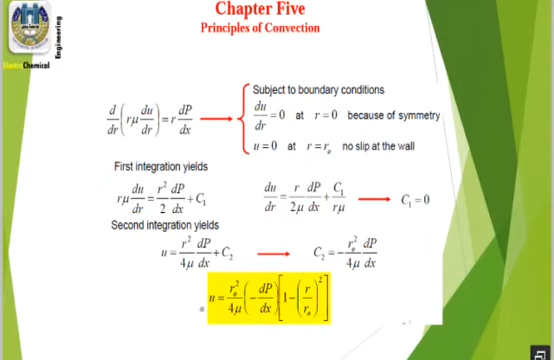 Chapter Five
Principles of Convection
Engineering
Electro Chemical
Subject to boundary conditions
d/dr (rμ du/dr) = r dP/dx
du/dr = 0 at r = 0 because of symmetry
u = 0 at r = r_o no slip at the wall
First integration yields
rμ du/dr = r²/2 dP/dx + C₁
du/dr = r/2μ dP/dx + C₁/rμ
C₁ = 0
Second integration yields
u = r²/4μ dP/dx + C₂
C₂ = − r_o²/4μ dP/dx
u = r_o²/4μ (− dP/dx) [1 − (r/r_o)²]